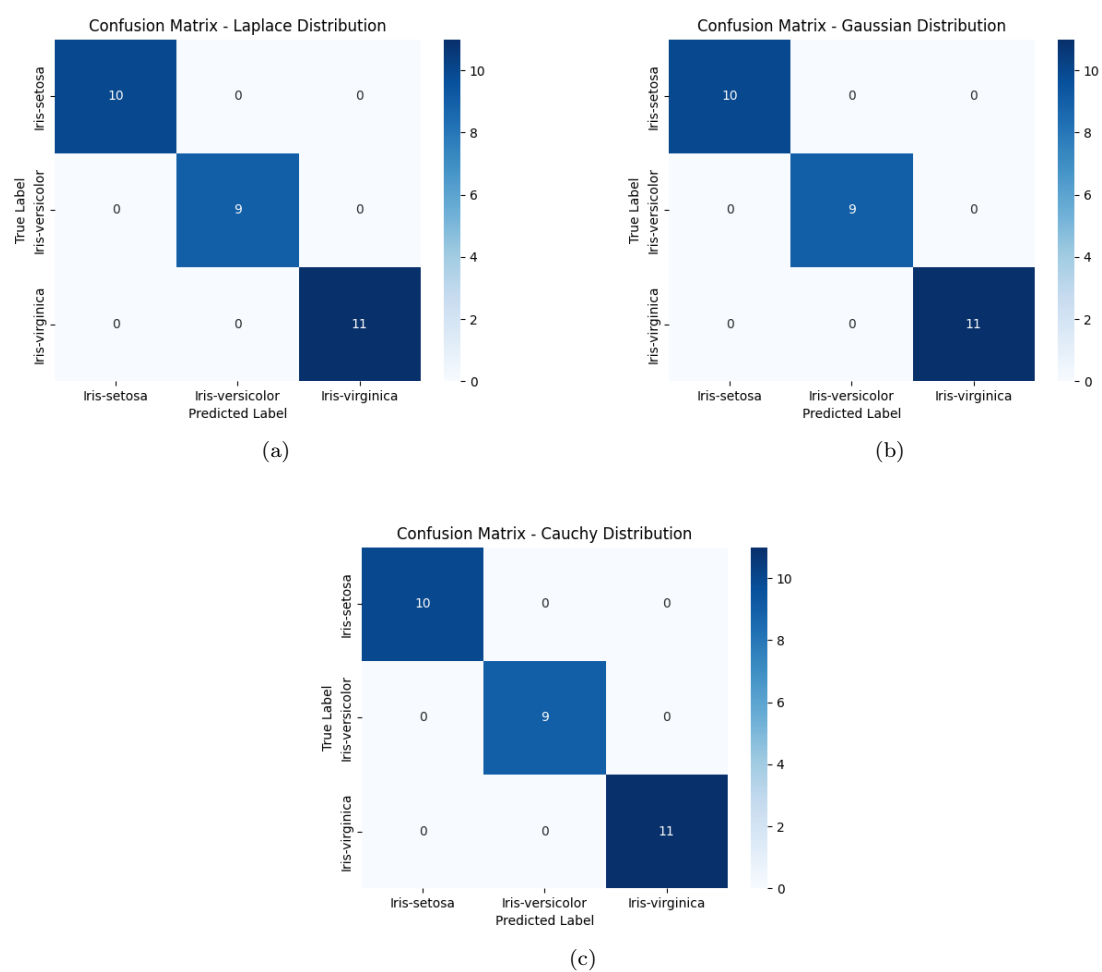 Confusion Matrix - Laplace Distribution
True Label
Iris-setosa
10 0 0
Iris-versicolor
0 9 0
Iris-virginica
0 0 11
Iris-setosa Iris-versicolor Iris-virginica
Predicted Label
10
8
6
4
2
0
(a)
Confusion Matrix - Gaussian Distribution
True Label
Iris-setosa
10 0 0
Iris-versicolor
0 9 0
Iris-virginica
0 0 11
Iris-setosa Iris-versicolor Iris-virginica
Predicted Label
10
8
6
4
2
0
(b)
Confusion Matrix - Cauchy Distribution
True Label
Iris-setosa
10 0 0
Iris-versicolor
0 9 0
Iris-virginica
0 0 11
Iris-setosa Iris-versicolor Iris-virginica
Predicted Label
10
8
6
4
2
0
(c)